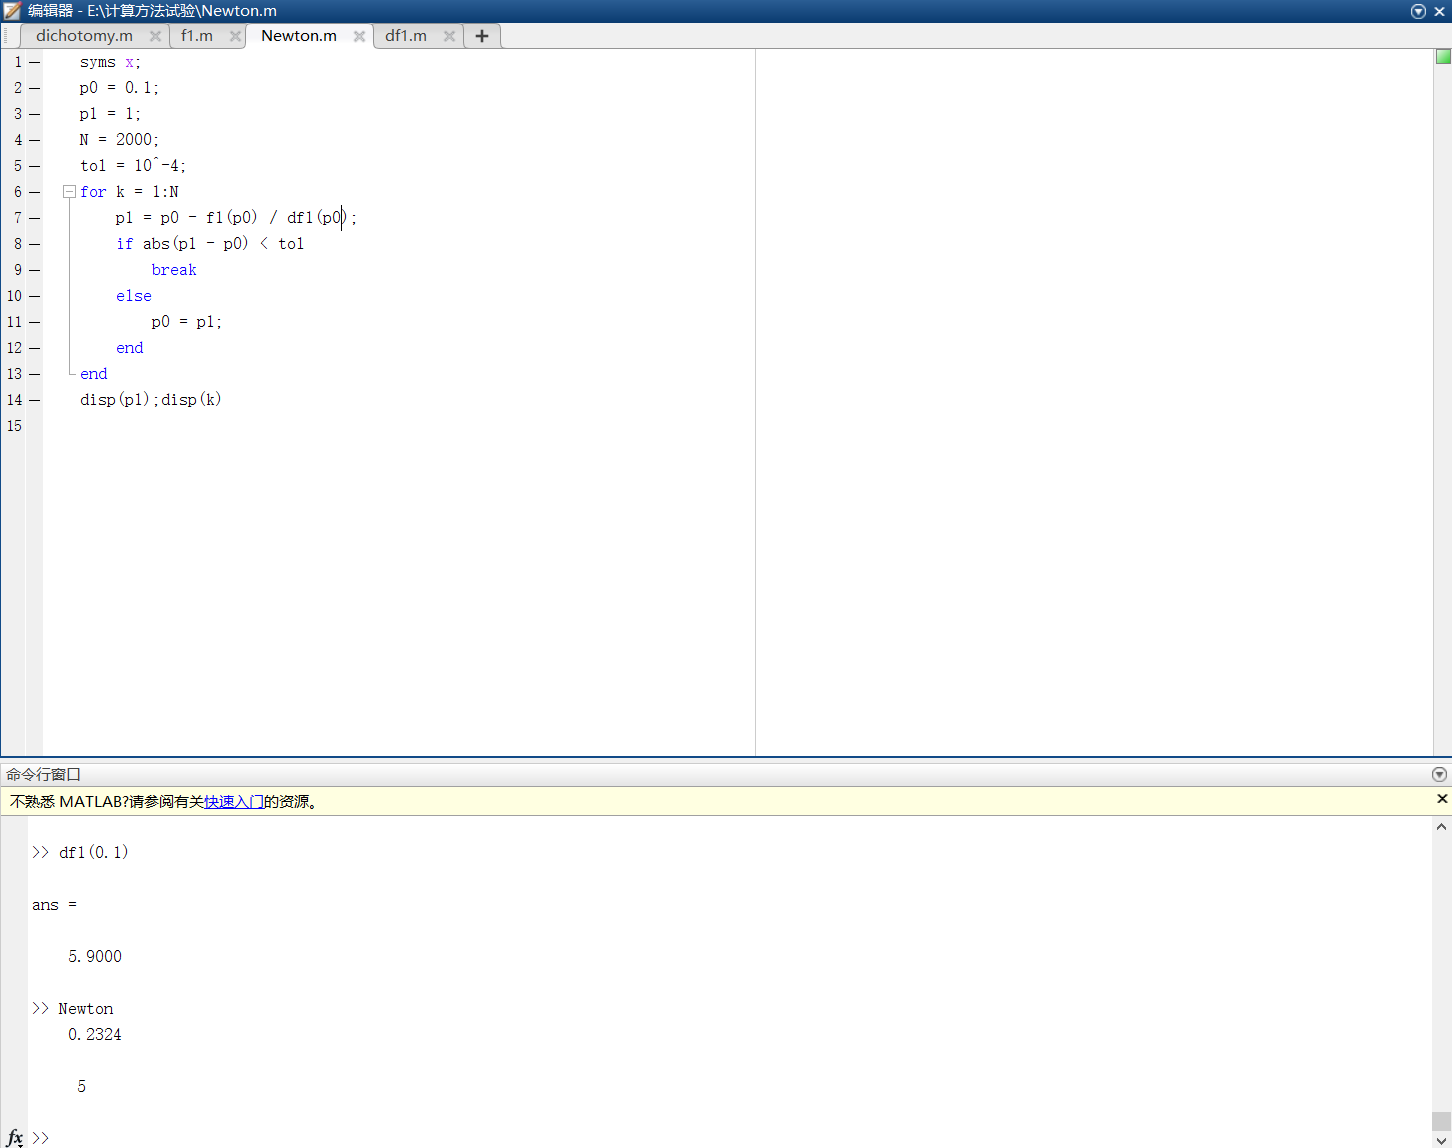 编辑器 - E:\计算方法试验\Newton.m
dichotomy.m f1.m Newton.m df1.m +
1 syms x;
2 p0 = 0.1;
3 p1 = 1;
4 N = 2000;
5 tol = 10^-4;
6 for k = 1:N
7 p1 = p0 - f1(p0) / df1(p0);
8 if abs(p1 - p0) < tol
9 break
10 else
11 p0 = p1;
12 end
13 end
14 disp(p1);disp(k)
15
命令行窗口
不熟悉 MATLAB?请参阅有关快速入门的资源。
>> df1(0.1)
ans =
5.9000
>> Newton
0.2324
5
fx >>